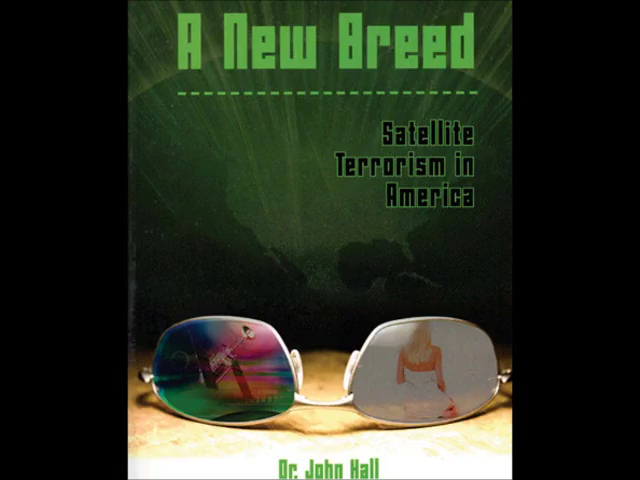 A New Breed
Satellite
Terrorism in
America
Dr. John Hall